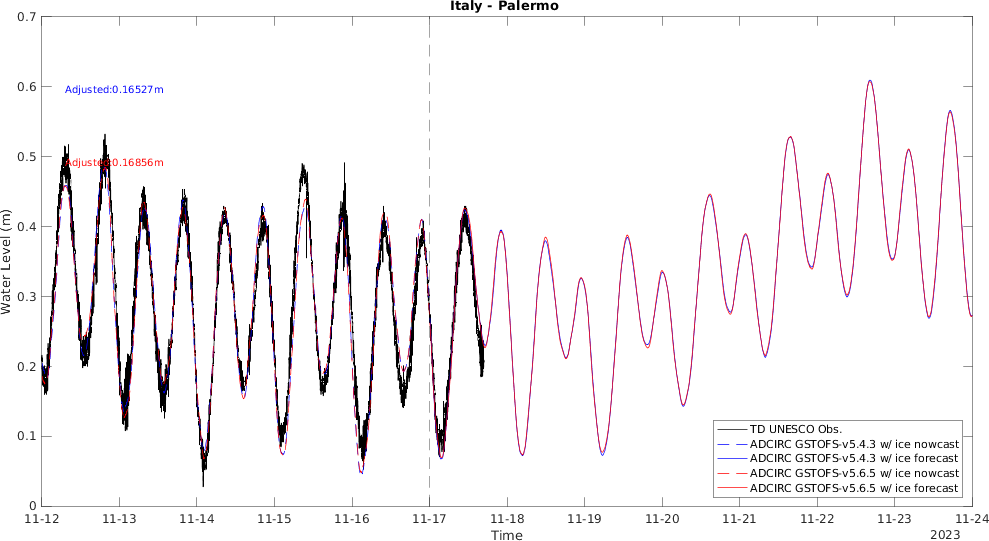 Italy - Palermo
0.7
0.6
0.5
0.4
0.3
0.2
0.1
0
Water Level (m)
Adjusted:0.16527m
Adjusted:0.16856m
TD UNESCO Obs.
ADCIRC GSTOFS-v5.4.3 w/ ice nowcast
ADCIRC GSTOFS-v5.4.3 w/ ice forecast
ADCIRC GSTOFS-v5.6.5 w/ ice nowcast
ADCIRC GSTOFS-v5.6.5 w/ ice forecast
11-12 11-13 11-14 11-15 11-16 11-17 11-18 11-19 11-20 11-21 11-22 11-23 11-24
Time
2023